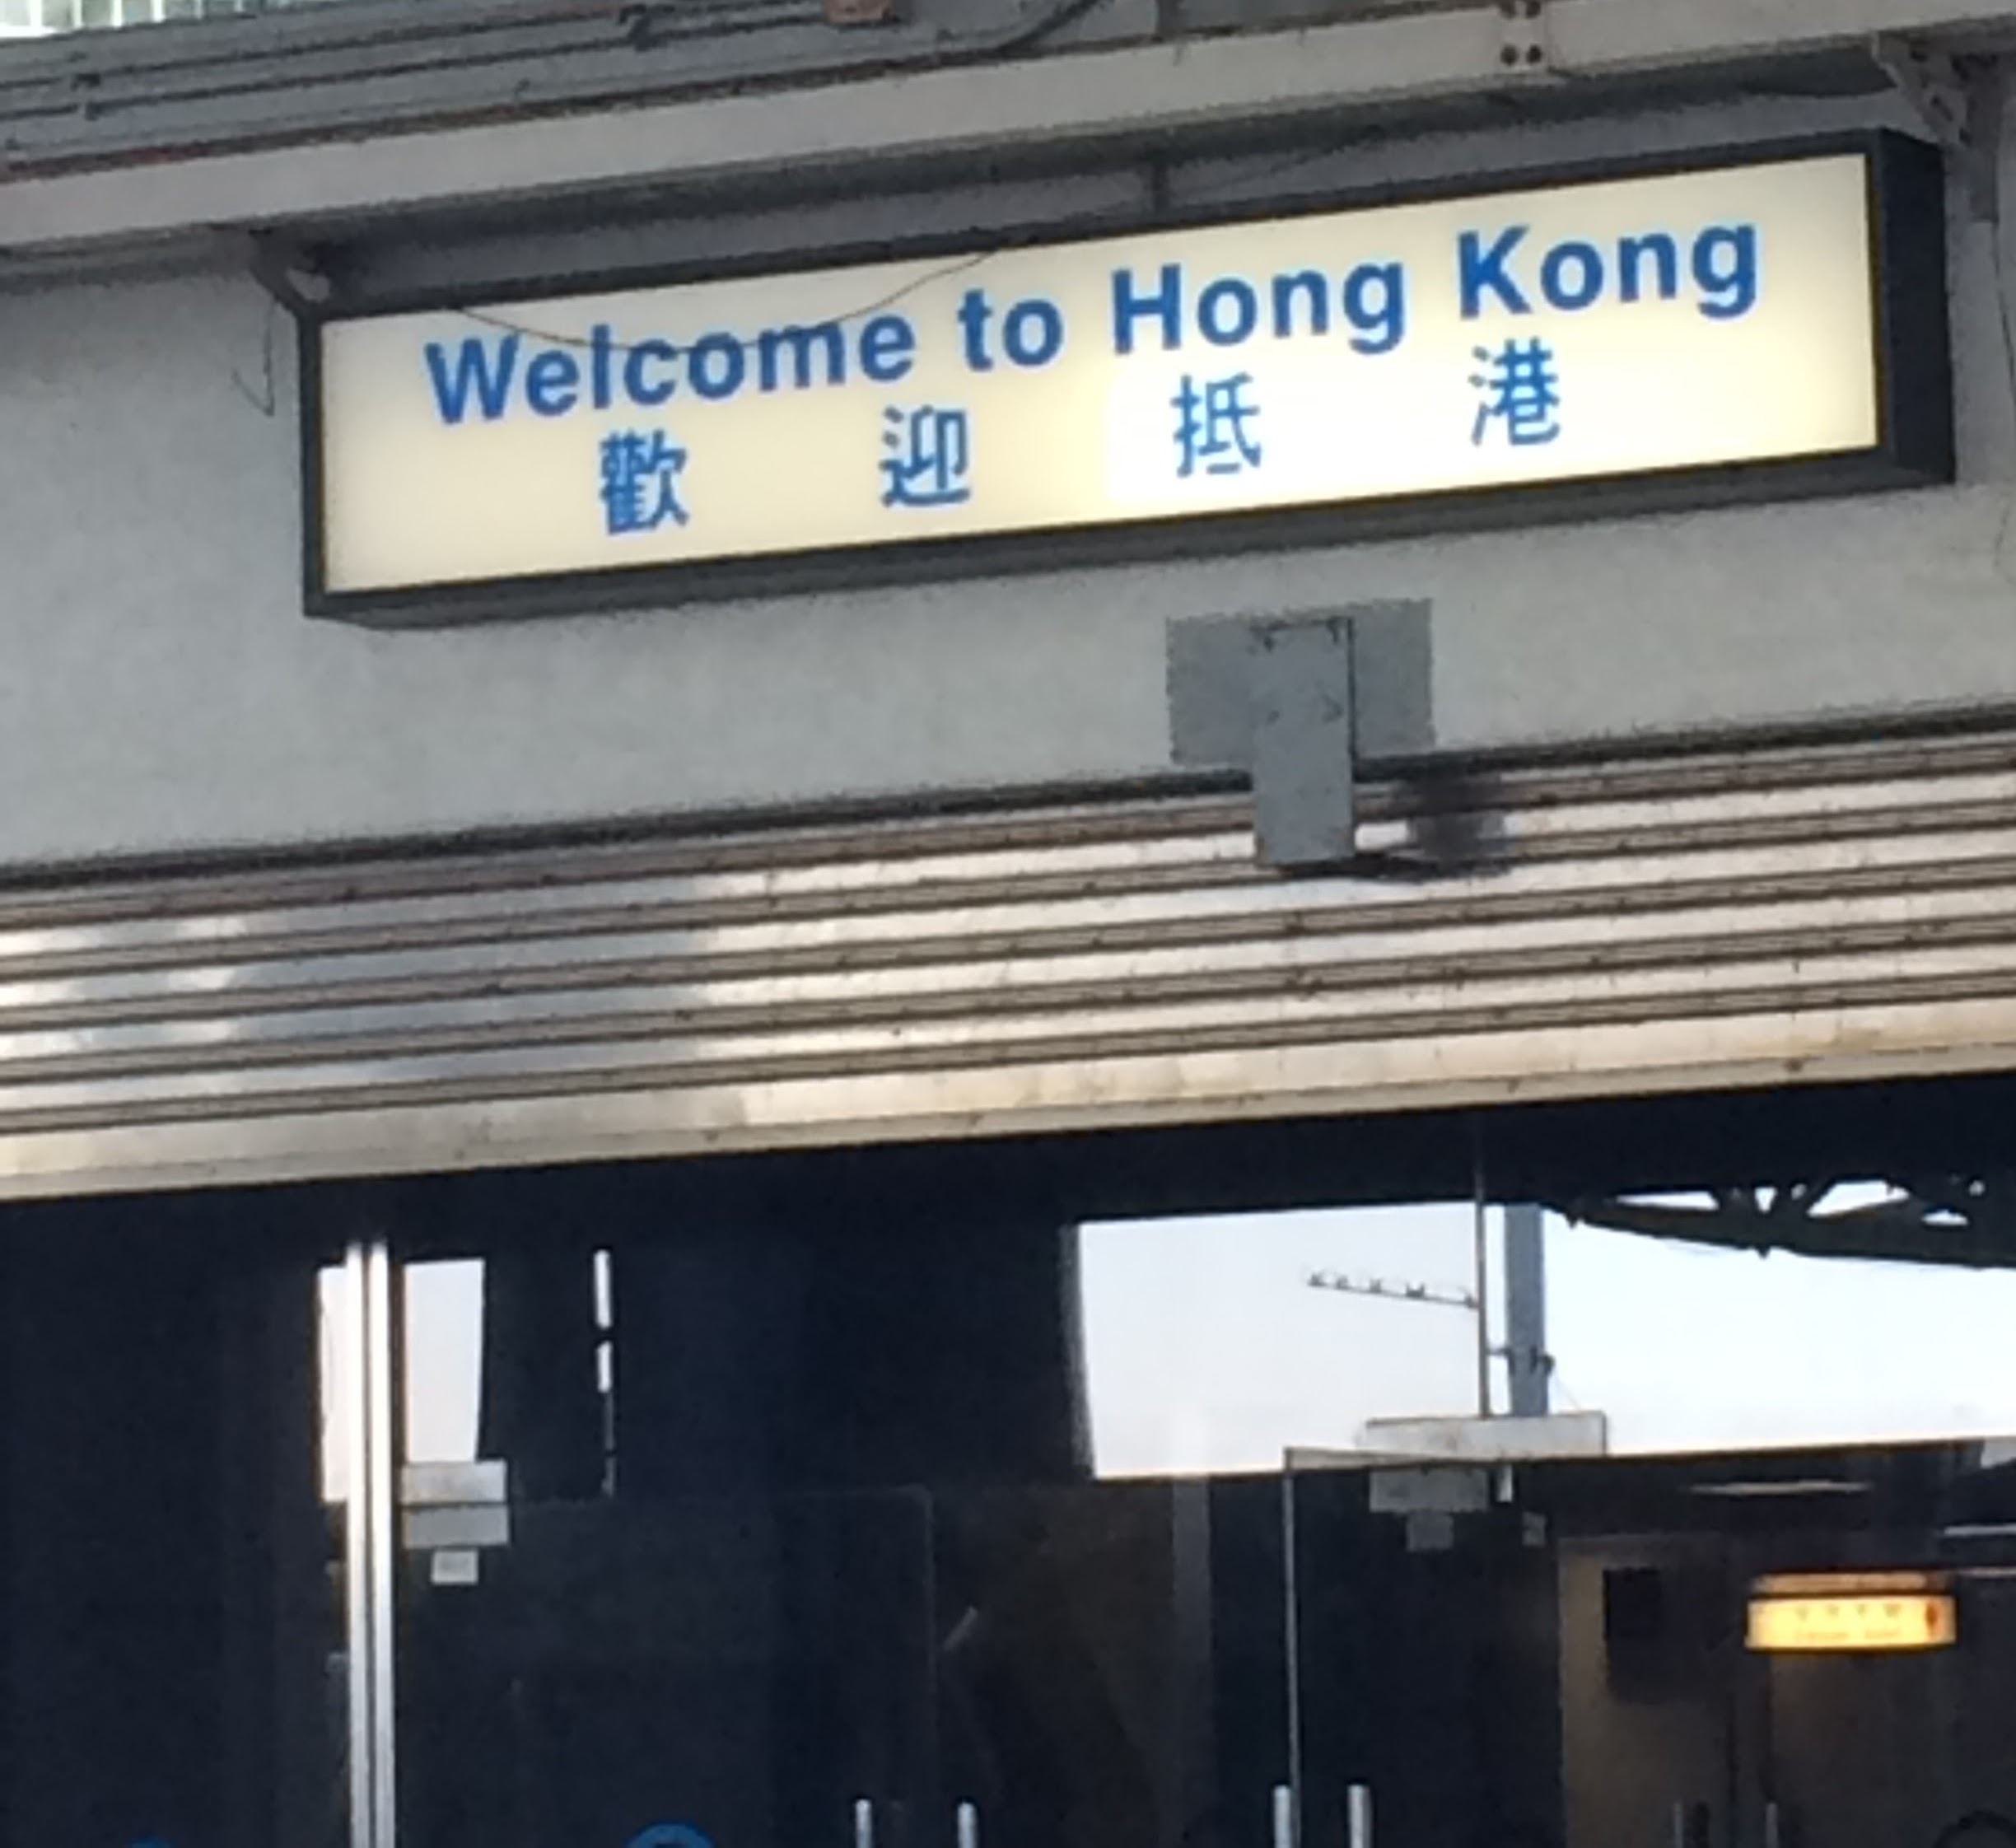 Welcome to Hong Kong
歡迎抵港